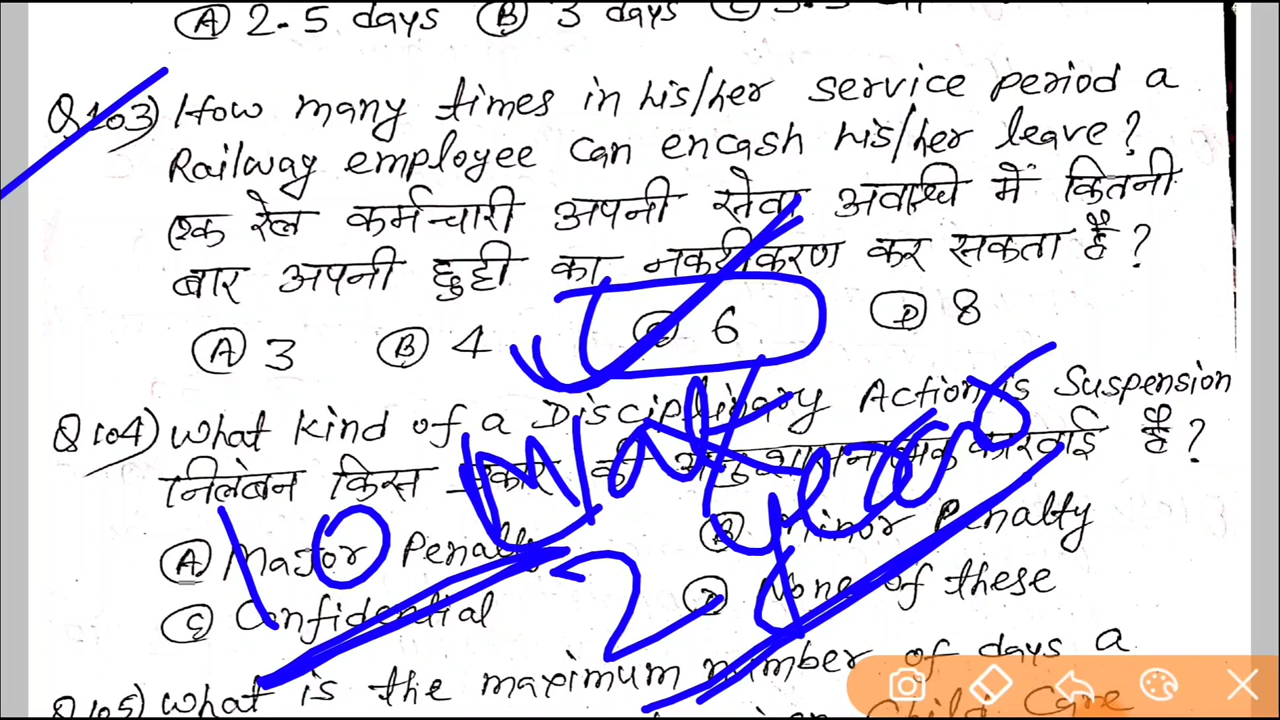 (A) 2-5 days (B) 3 days (C)
Q103) How many times in his/her service period a
Railway employee can encash his/her leave?
एक रेल कर्मचारी अपनी सेवा अवधि में कितनी
बार अपनी छुट्टी का नकदीकरण कर सकता है?
(A) 3 (B) 4 (C) 6 (D) 8
Q104) What kind of a Disciplinary Action is Suspension
निलंबन किस प्रकार की अनुशासनात्मक कारवाई है?
(A) Major Penalty (B) Minor Penalty
(C) Confidential (D) None of these
10 2 years
Q105) What is the maximum number of days a
Child Care